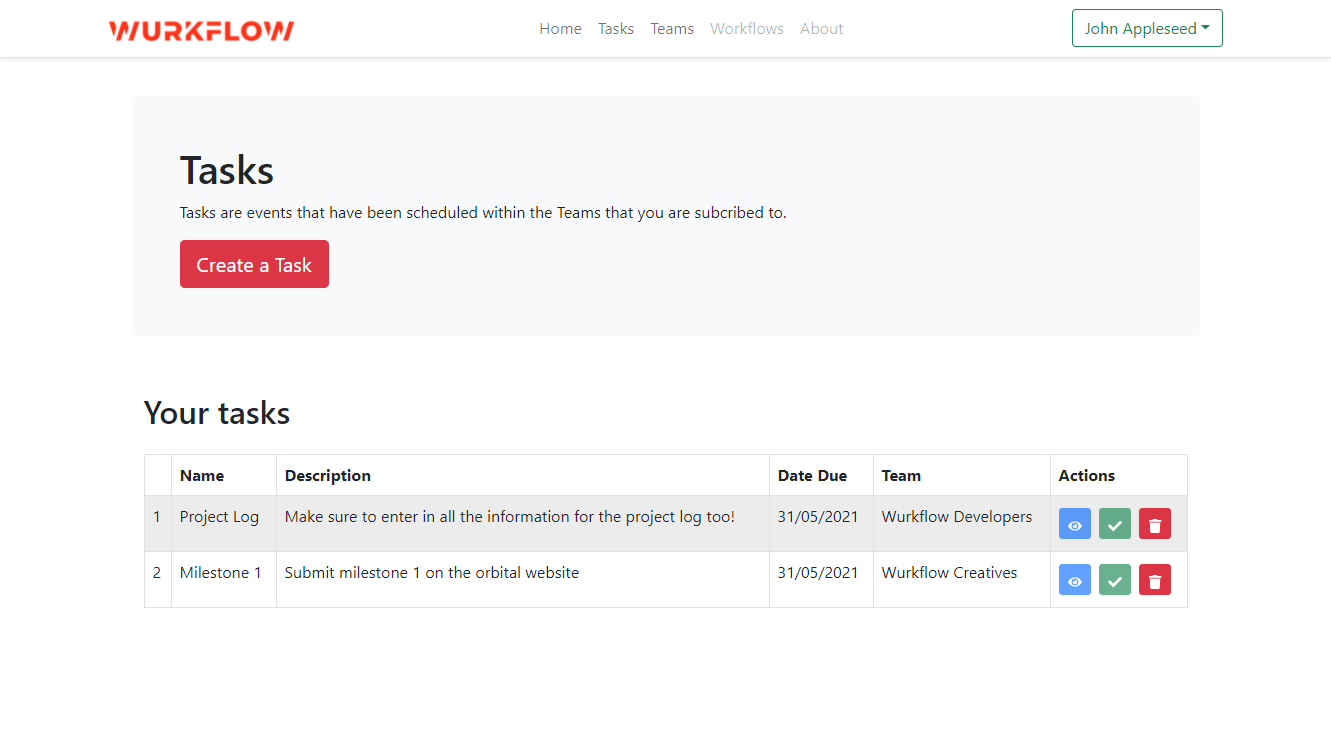 WURKFLOW Home Tasks Teams Workflows About John Appleseed
Tasks
Tasks are events that have been scheduled within the Teams that you are subcribed to.
Create a Task
Your tasks
Name Description Date Due Team Actions
1 Project Log Make sure to enter in all the information for the project log too! 31/05/2021 Wurkflow Developers
2 Milestone 1 Submit milestone 1 on the orbital website 31/05/2021 Wurkflow Creatives